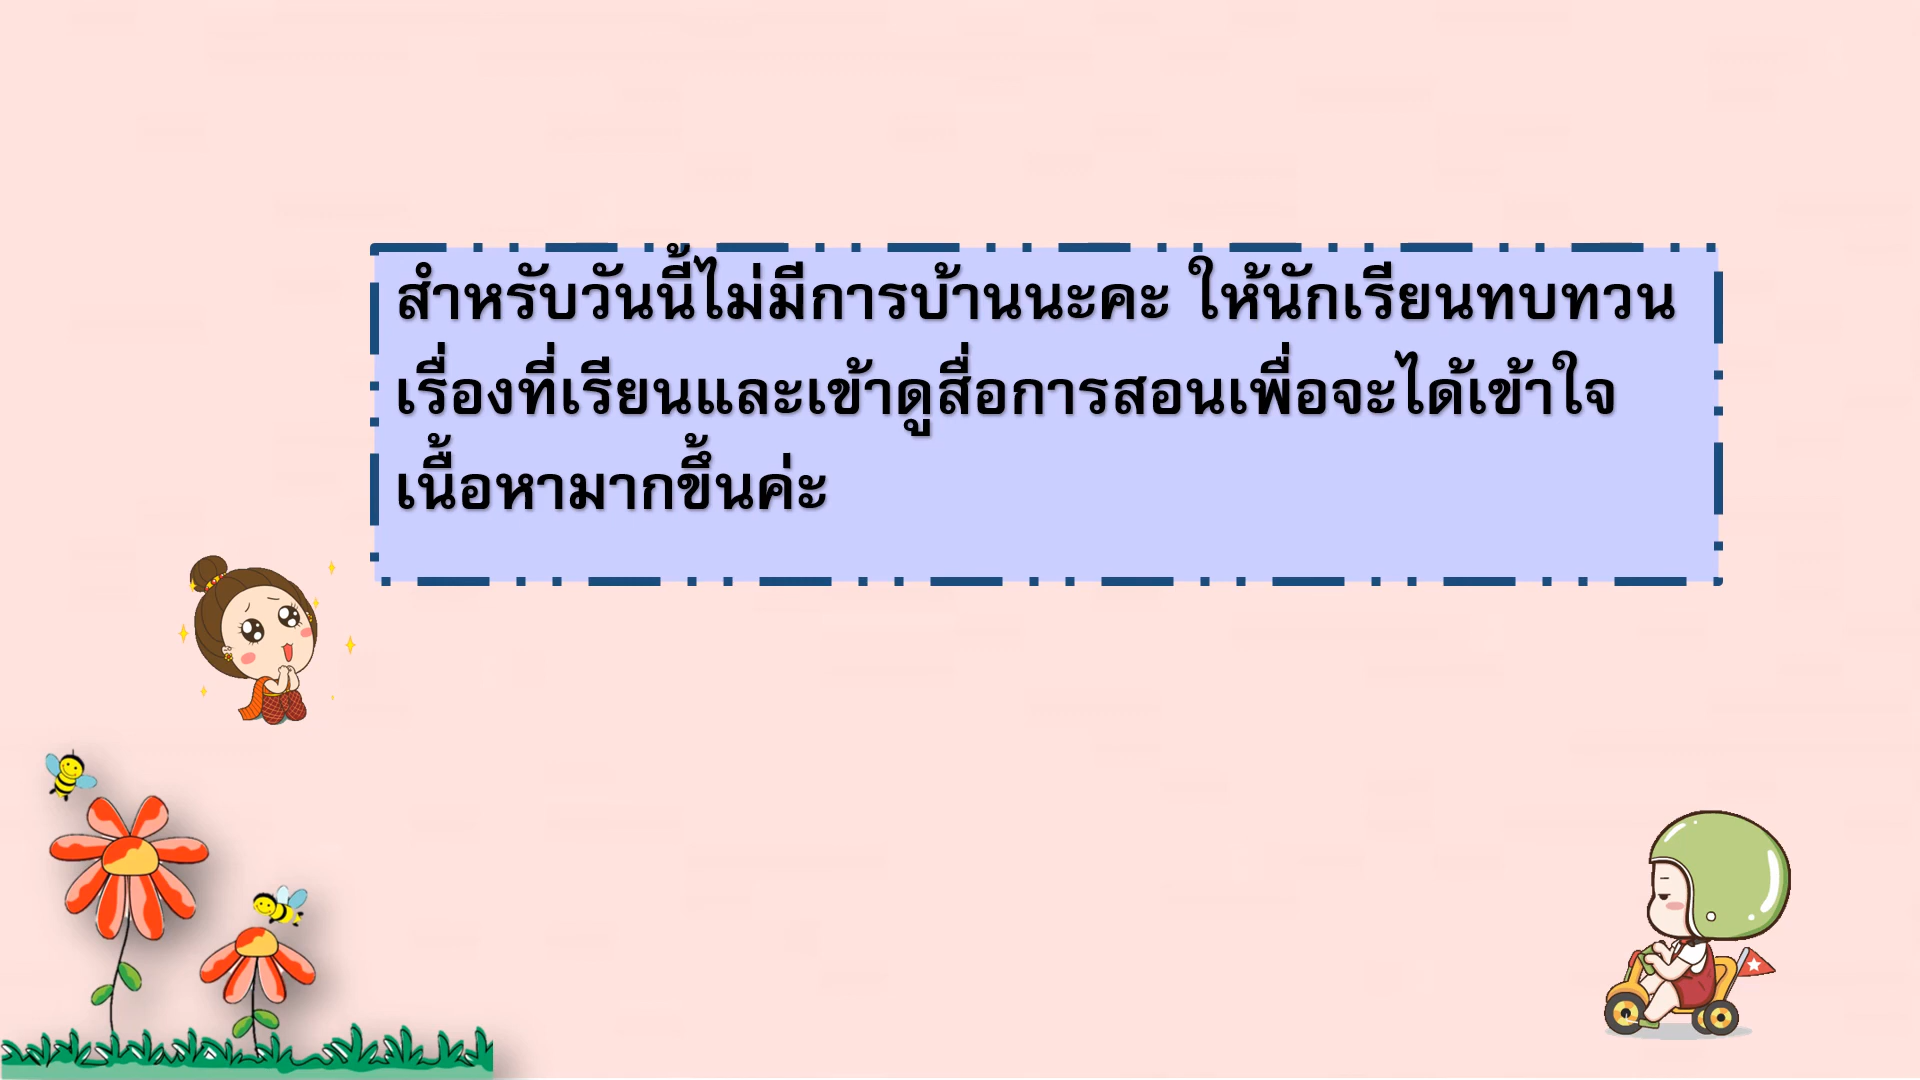 สำหรับวันนี้ไม่มีการบ้านนะคะ ให้นักเรียนทบทวน
เรื่องที่เรียนและเข้าดูสื่อการสอนเพื่อจะได้เข้าใจ
เนื้อหามากขึ้นค่ะ